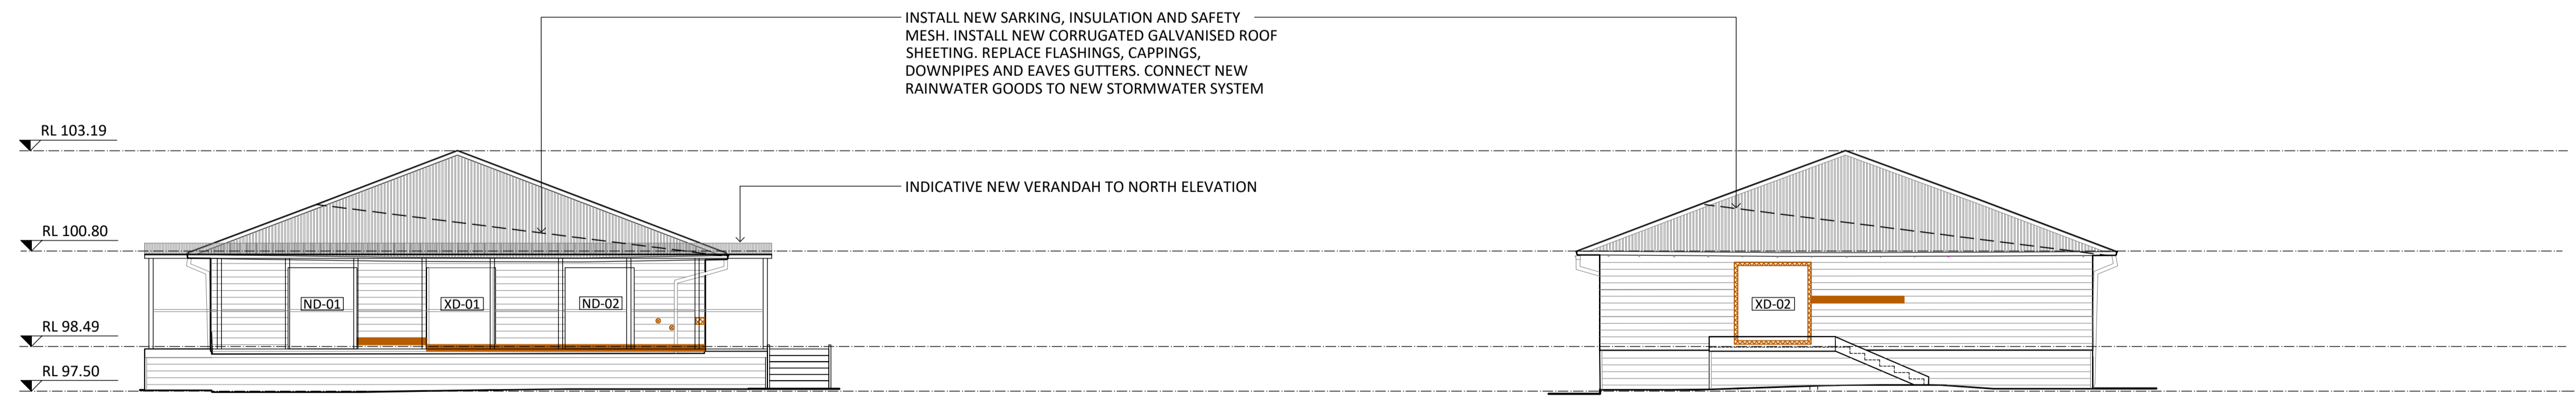 INSTALL NEW SARKING, INSULATION AND SAFETY
MESH. INSTALL NEW CORRUGATED GALVANISED ROOF
SHEETING. REPLACE FLASHINGS, CAPPINGS,
DOWNPIPES AND EAVES GUTTERS. CONNECT NEW
RAINWATER GOODS TO NEW STORMWATER SYSTEM
RL 103.19
INDICATIVE NEW VERANDAH TO NORTH ELEVATION
RL 100.80
ND-01
XD-01
ND-02
XD-02
RL 98.49
RL 97.50